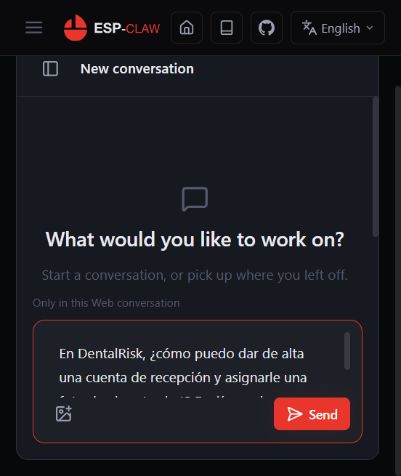 ESP-CLAW
English
New conversation
What would you like to work on?
Start a conversation, or pick up where you left off.
Only in this Web conversation
En DentalRisk, ¿cómo puedo dar de alta
una cuenta de recepción y asignarle una
Send